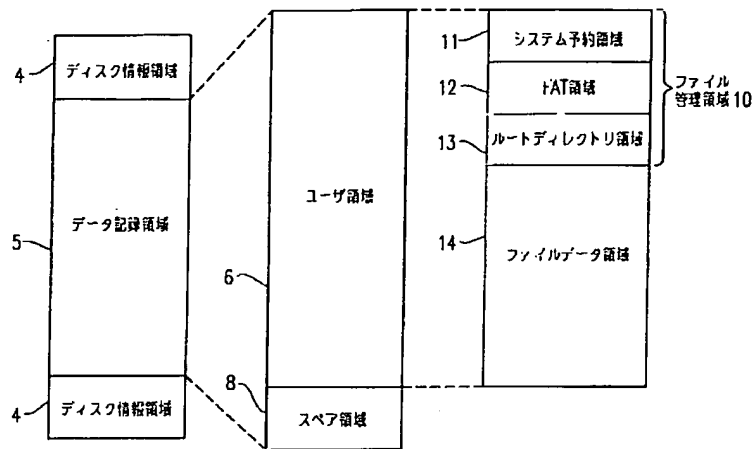 4
ディスク情報領域
5
データ記録領域
4
ディスク情報領域
6
ユーザ領域
8
スペア領域
11
システム予約領域
12
FAT領域
13
ルートディレクトリ領域
14
ファイルデータ領域
ファイル
管理領域10